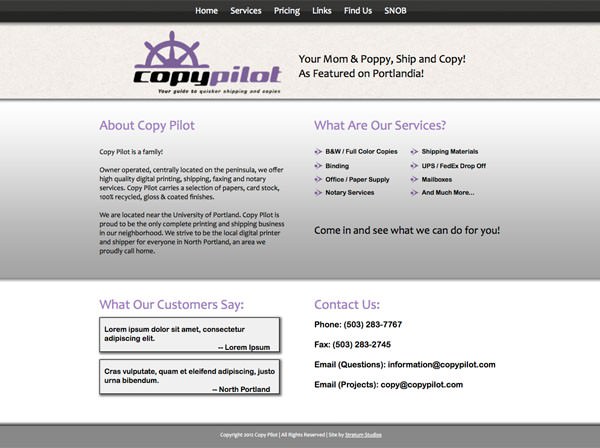 Home Services Pricing Links Find Us SNOB
copypilot
Your guide to quicker shipping and copies
Your Mom & Poppy, Ship and Copy!
As Featured on Portlandia!
About Copy Pilot
Copy Pilot is a family!
Owner operated, centrally located on the peninsula, we offer
high quality digital printing, shipping, faxing and notary
services. Copy Pilot carries a selection of papers, card stock,
100% recycled, gloss & coated finishes.
We are located near the University of Portland. Copy Pilot is
proud to be the only complete printing and shipping business
in our neighborhood. We strive to be the local digital printer
and shipper for everyone in North Portland, an area we
proudly call home.
What Are Our Services?
B&W / Full Color Copies
Binding
Office / Paper Supply
Notary Services
Shipping Materials
UPS / FedEx Drop Off
Mailboxes
And Much More...
Come in and see what we can do for you!
What Our Customers Say:
Lorem ipsum dolor sit amet, consectetur
adipiscing elit.
-- Lorem Ipsum
Cras vulputate, quam et eleifend adipiscing, justo
urna bibendum.
-- North Portland
Contact Us:
Phone: (503) 283-7767
Fax: (503) 283-2745
Email (Questions): information@copypilot.com
Email (Projects): copy@copypilot.com
Copyright 2012 Copy Pilot | All Rights Reserved | Site by Stratum Studios